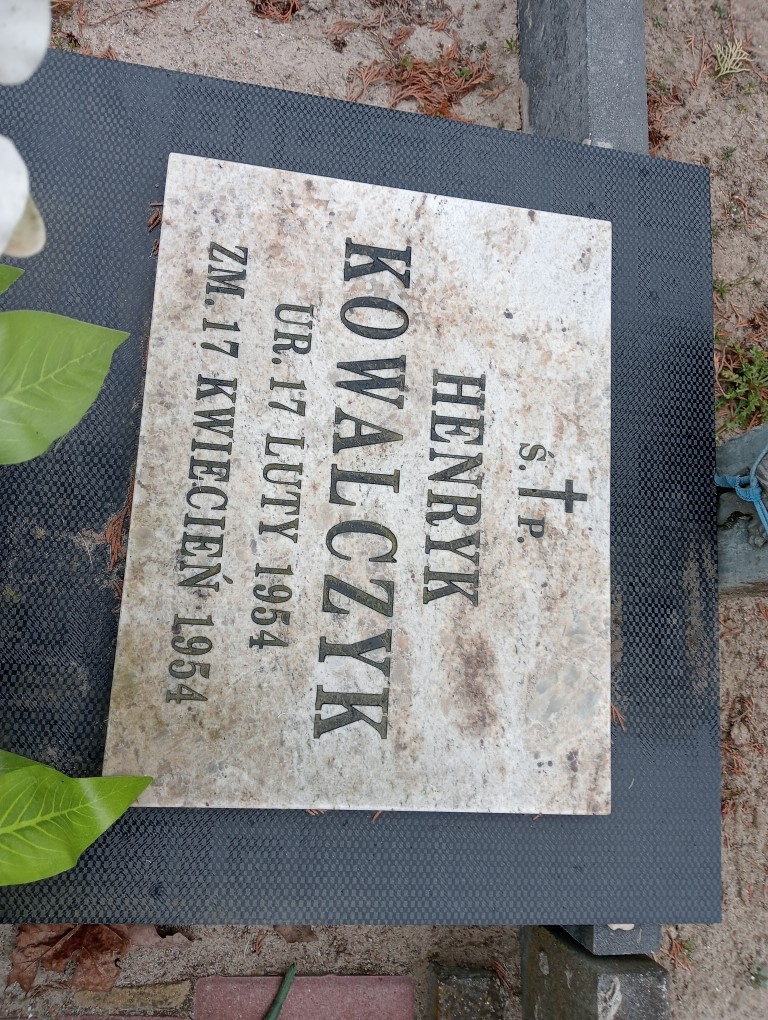 Ś. P.
HENRYK
KOWALCZYK
UR. 17 LUTY 1954
ZM. 17 KWIECIEŃ 1954